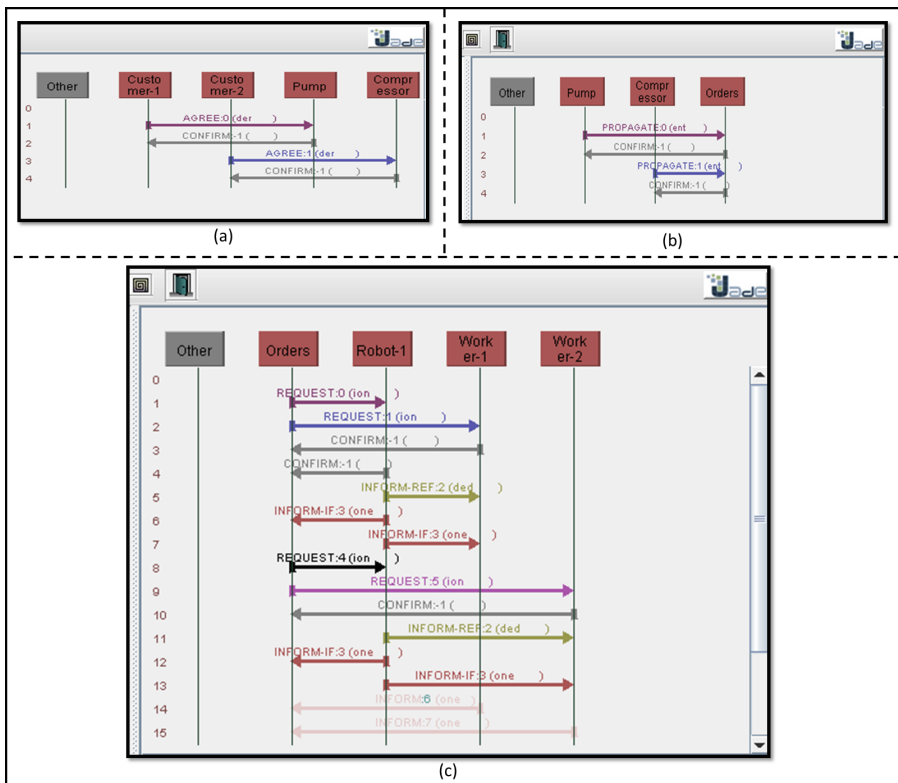 Jade
Other
Custo
mer-1
Custo
mer-2
Pump
Compr
essor
0
1 AGREE:0 (der )
2 CONFIRM:-1 ( )
3 AGREE:1 (der )
4 CONFIRM:-1 ( )
(a)
Jade
Other
Pump
Compr
essor
Orders
0
1 PROPAGATE:0 (ent )
2 CONFIRM:-1 ( )
3 PROPAGATE:1 (ent )
4 CONFIRM:-1 ( )
(b)
Jade
Other
Orders
Robot-1
Work
er-1
Work
er-2
0
1 REQUEST:0 (ion )
2 REQUEST:1 (ion )
3 CONFIRM:-1 ( )
4 CONFIRM:-1 ( )
5 INFORM-REF:2 (ded )
6 INFORM-IF:3 (one )
7 INFORM-IF:3 (one )
8 REQUEST:4 (ion )
9 REQUEST:5 (ion )
10 CONFIRM:-1 ( )
11 INFORM-REF:2 (ded )
12 INFORM-IF:3 (one )
13 INFORM-IF:3 (one )
14 INFORM:6 (one )
15 INFORM:7 (one )
(c)